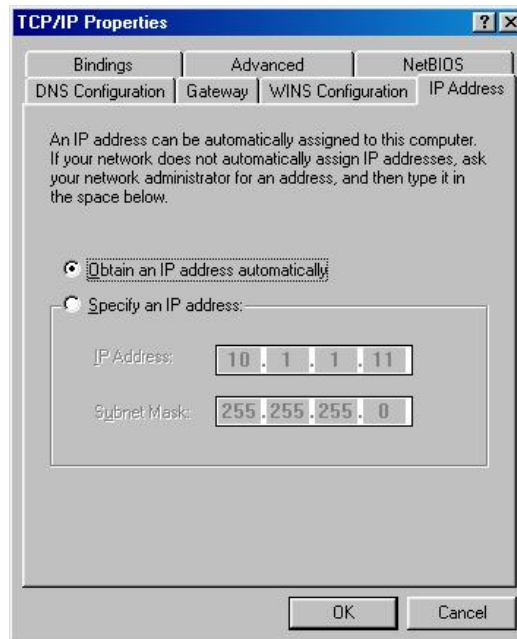 TCP/IP Properties
Bindings Advanced NetBIOS
DNS Configuration Gateway WINS Configuration IP Address
An IP address can be automatically assigned to this computer.
If your network does not automatically assign IP addresses, ask
your network administrator for an address, and then type it in
the space below.
Obtain an IP address automatically
Specify an IP address:
IP Address: 10 . 1 . 1 . 11
Subnet Mask: 255 . 255 . 255 . 0
OK Cancel